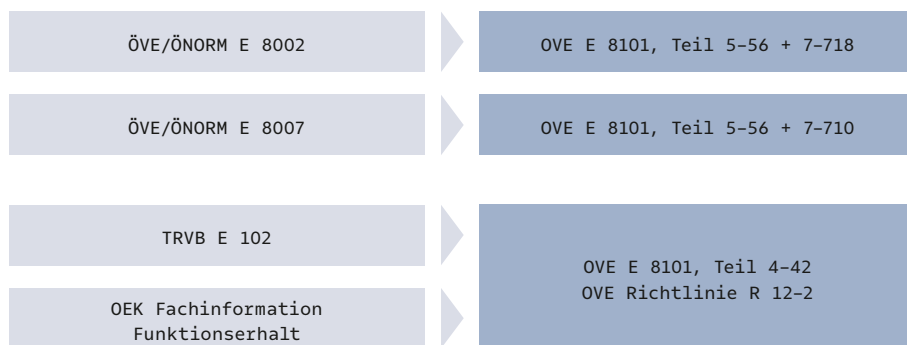 ÖVE/ÖNORM E 8002
OVE E 8101, Teil 5-56 + 7-718
ÖVE/ÖNORM E 8007
OVE E 8101, Teil 5-56 + 7-710
TRVB E 102
OEK Fachinformation
Funktionserhalt
OVE E 8101, Teil 4-42
OVE Richtlinie R 12-2